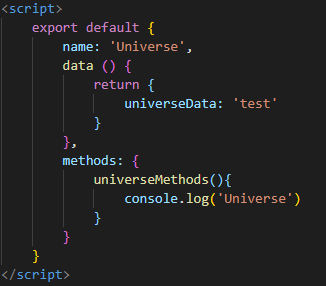 <script>
    export default {
        name: 'Universe',
        data () {
            return {
                universeData: 'test'
            }
        },
        methods: {
            universeMethods(){
                console.log('Universe')
            }
        }
    }
</script>